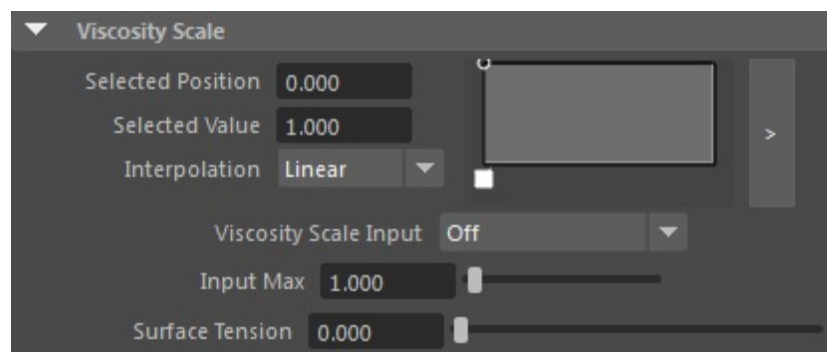 Viscosity Scale
Selected Position 0.000
Selected Value 1.000
>
Interpolation Linear
Viscosity Scale Input Off
Input Max 1.000
Surface Tension 0.000